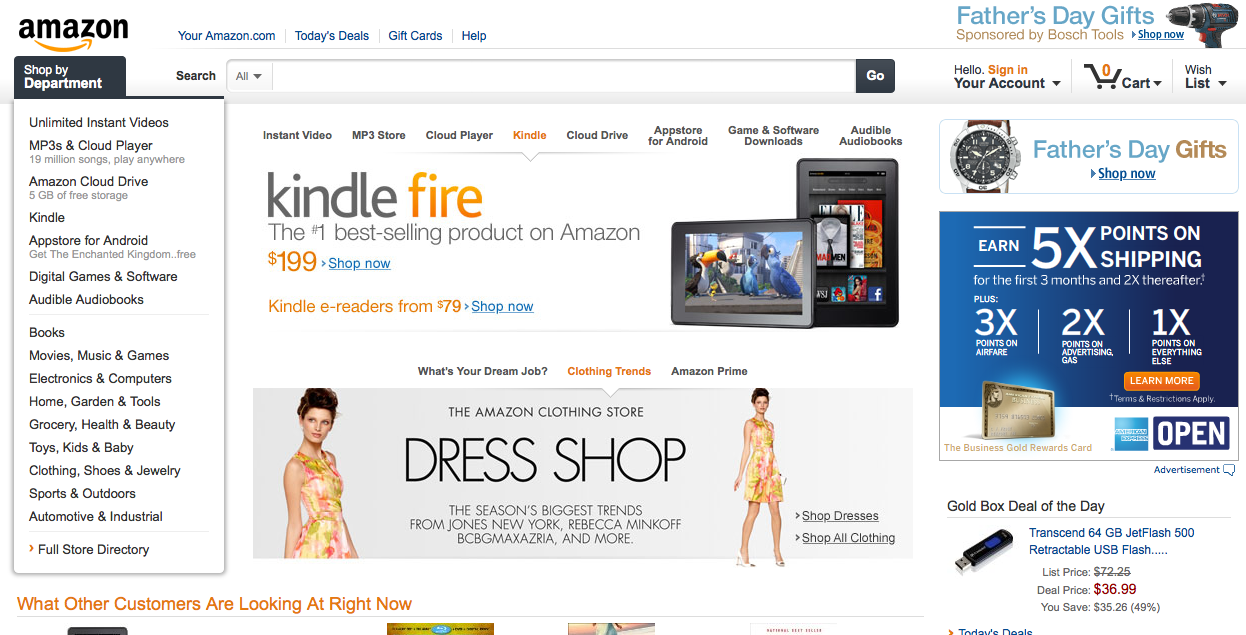 amazon
Your Amazon.com
Today's Deals
Gift Cards
Help
Father's Day Gifts
Sponsored by Bosch Tools
Shop now
Shop by
Department
Search
All
Go
Hello. Sign in
Your Account
0
Cart
Wish
List
Unlimited Instant Videos
MP3s & Cloud Player
19 million songs, play anywhere
Amazon Cloud Drive
5 GB of free storage
Kindle
Appstore for Android
Get The Enchanted Kingdom..free
Digital Games & Software
Audible Audiobooks
Books
Movies, Music & Games
Electronics & Computers
Home, Garden & Tools
Grocery, Health & Beauty
Toys, Kids & Baby
Clothing, Shoes & Jewelry
Sports & Outdoors
Automotive & Industrial
Full Store Directory
Instant Video
MP3 Store
Cloud Player
Kindle
Cloud Drive
Appstore
for Android
Game & Software
Downloads
Audible
Audiobooks
kindle fire
The #1 best-selling product on Amazon
$199 Shop now
Kindle e-readers from $79 Shop now
What's Your Dream Job?
Clothing Trends
Amazon Prime
THE AMAZON CLOTHING STORE
DRESS SHOP
THE SEASON'S BIGGEST TRENDS
FROM JONES NEW YORK, REBECCA MINKOFF
BCBGMAXAZRIA, AND MORE.
Shop Dresses
Shop All Clothing
Father's Day Gifts
Shop now
EARN 5X POINTS ON
SHIPPING
for the first 3 months and 2X thereafter.†
PLUS:
3X
POINTS ON
AIRFARE
2X
POINTS ON
ADVERTISING,
GAS
1X
POINTS ON
EVERYTHING
ELSE
LEARN MORE
†Terms & Restrictions Apply.
AMERICAN
EXPRESS
OPEN
The Business Gold Rewards Card
Advertisement
Gold Box Deal of the Day
Transcend 64 GB JetFlash 500
Retractable USB Flash.....
List Price: $72.25
Deal Price: $36.99
You Save: $35.26 (49%)
Today's Deals
What Other Customers Are Looking At Right Now
NATIONAL BEST SELLER